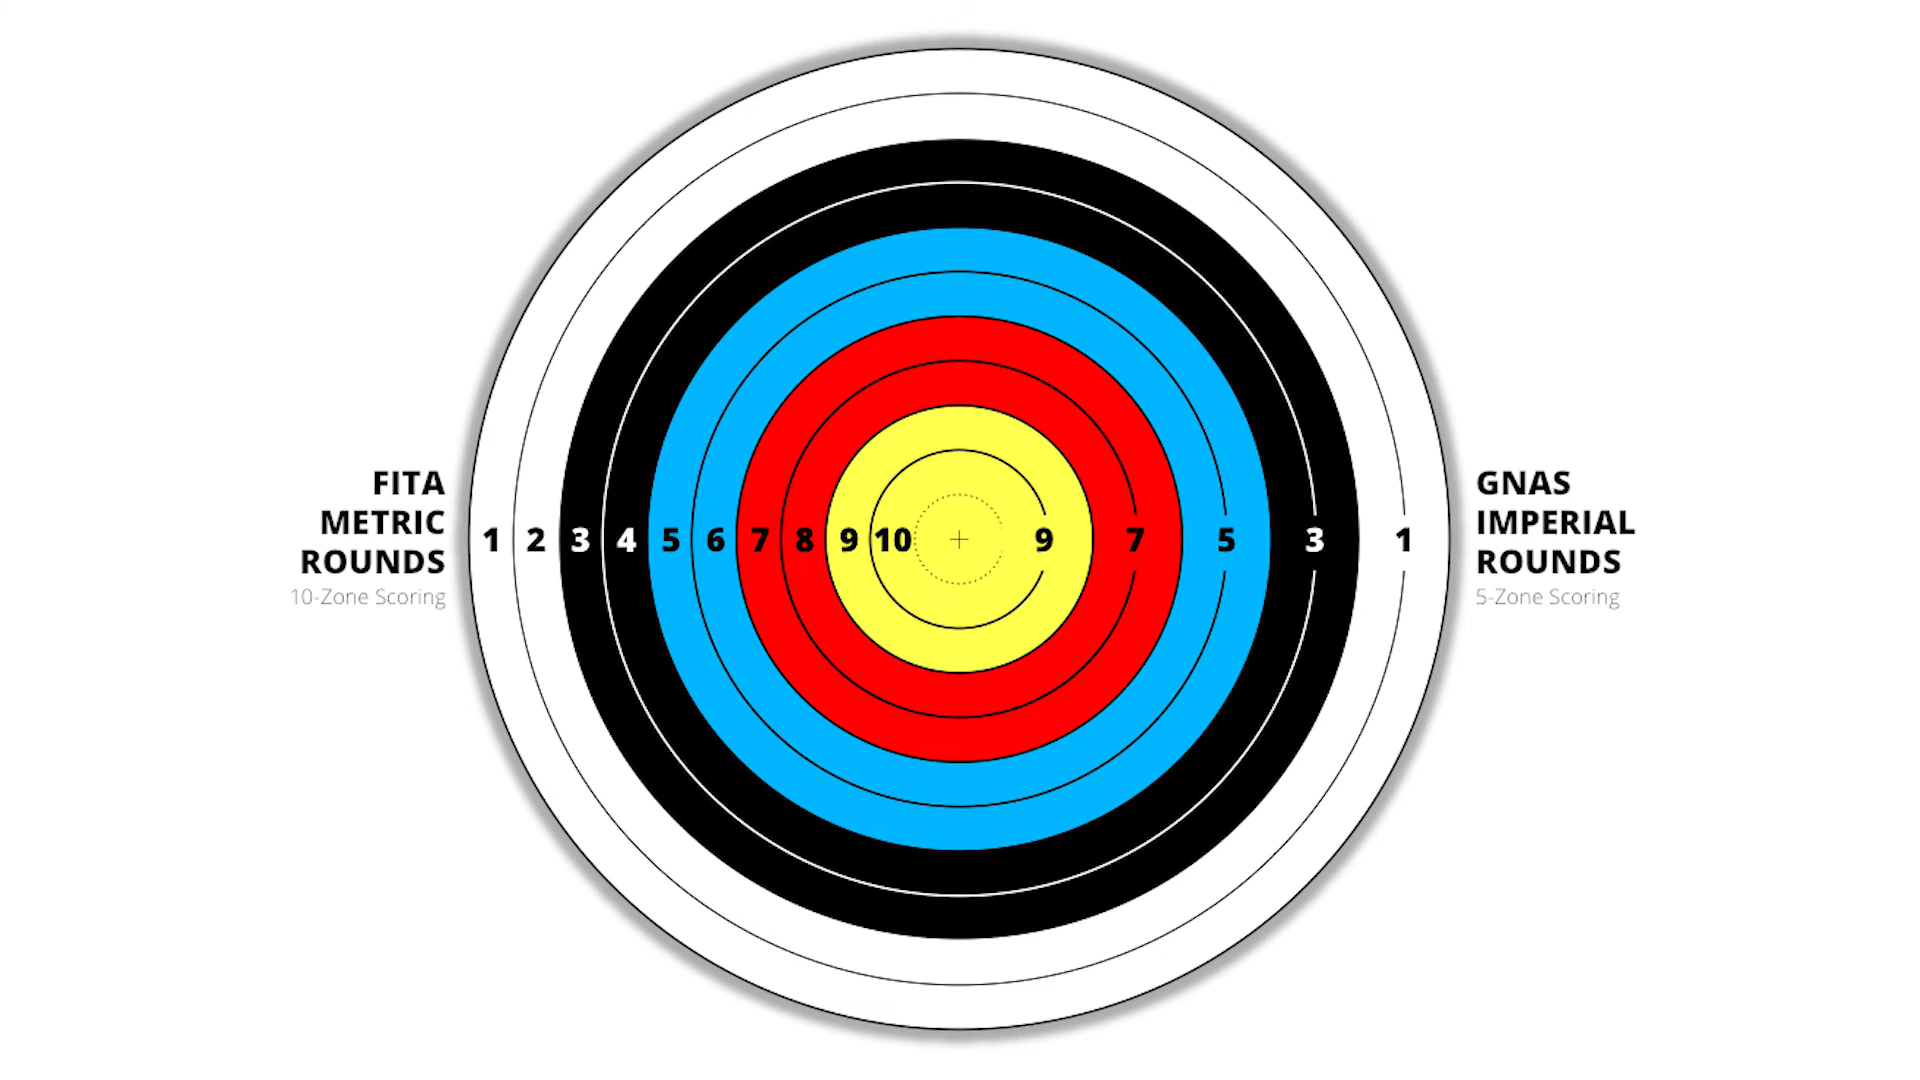 FITA
METRIC
ROUNDS
10-Zone Scoring
1 2 3 4 5 6 7 8 9 10 9 7 5 3 1
GNAS
IMPERIAL
ROUNDS
5-Zone Scoring